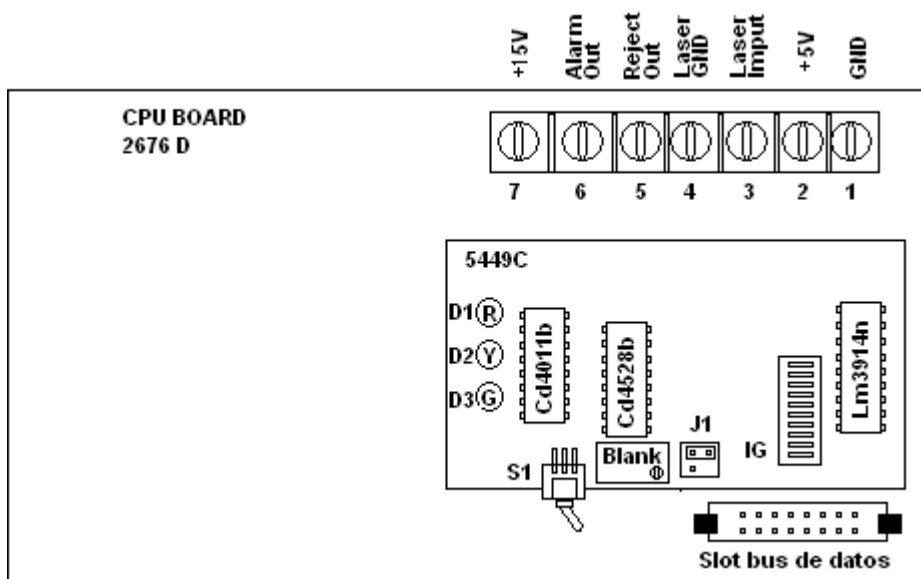 +15V
Alarm Out
Reject Out
Laser GND
Laser Imput
+5V
GND
CPU BOARD
2676 D
7 6 5 4 3 2 1
5449C
D1 R
D2 Y
D3 G
Cd4011b
Cd4528b
Lm3914n
J1
IG
Blank
S1
Slot bus de datos